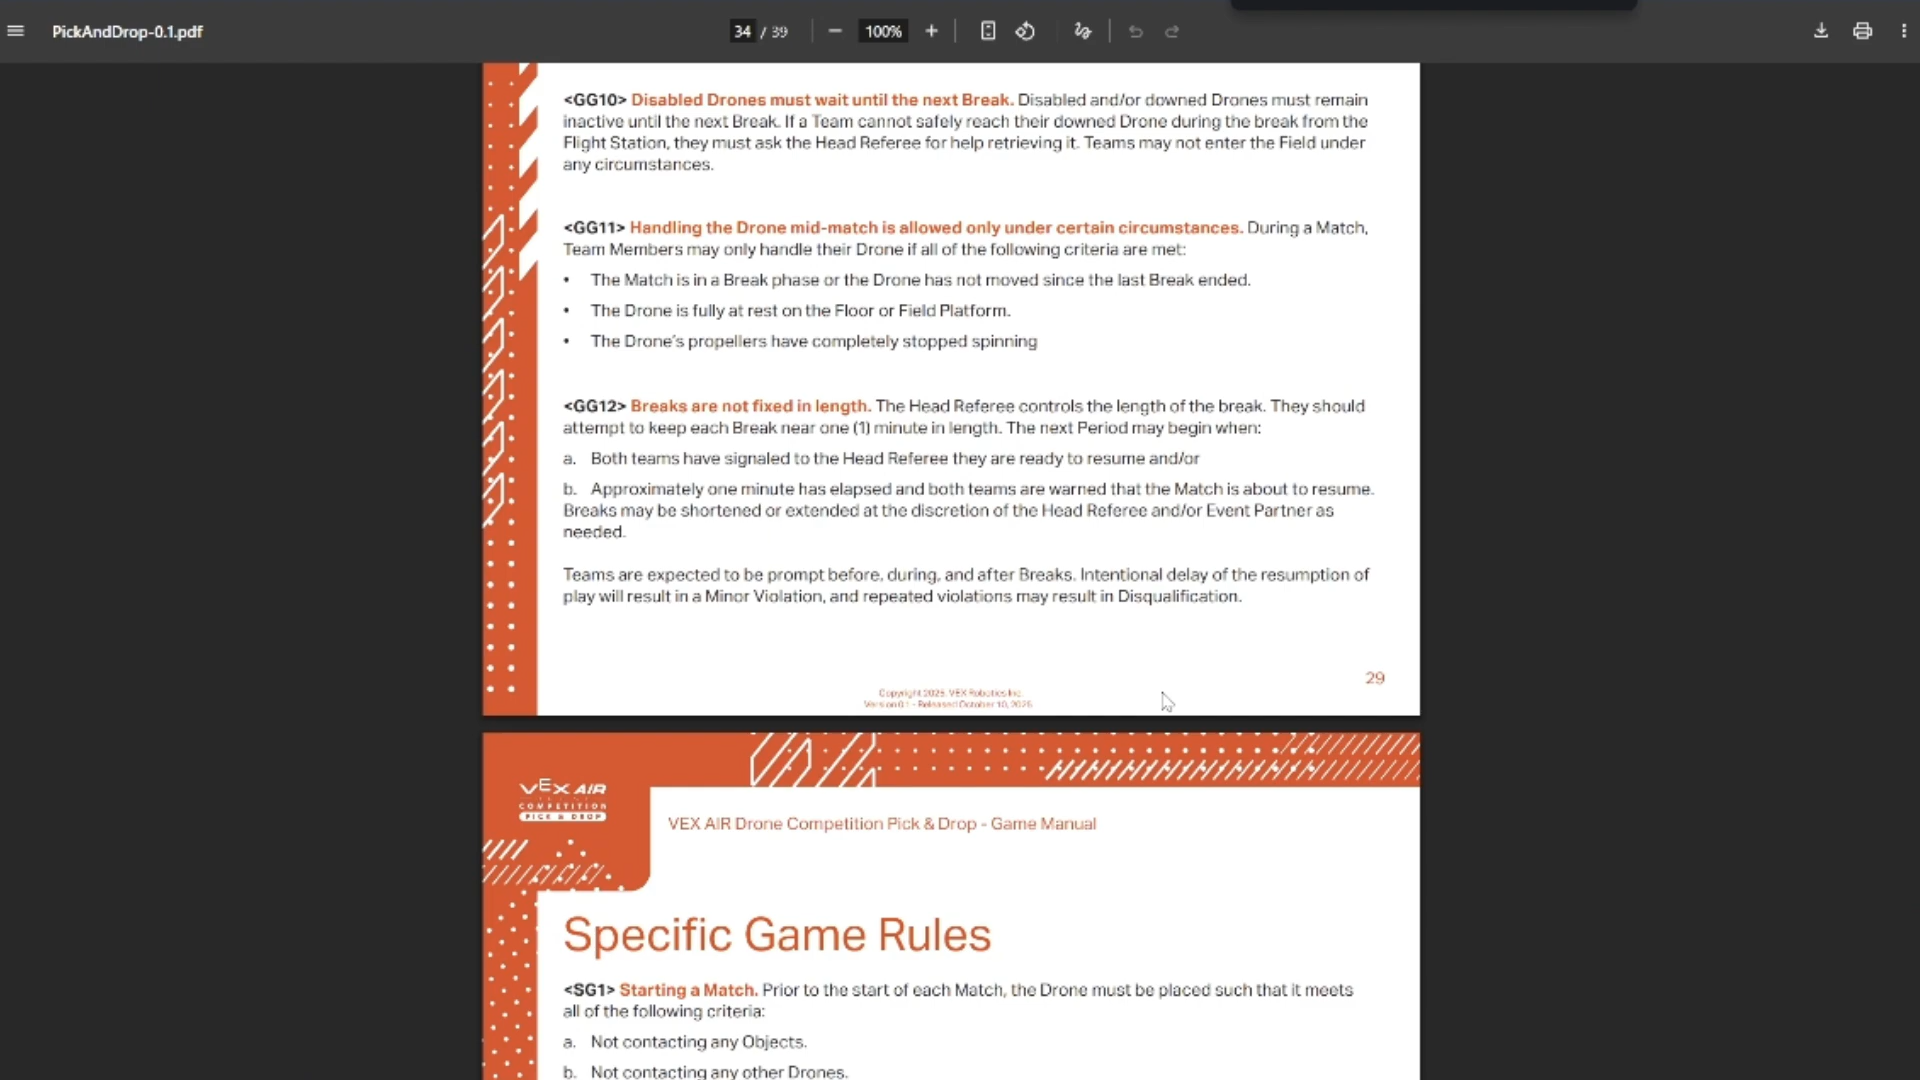 PickAndDrop-0.1.pdf
34 / 39
100%
<GG10> Disabled Drones must wait until the next Break. Disabled and/or downed Drones must remain
inactive until the next Break. If a Team cannot safely reach their downed Drone during the break from the
Flight Station, they must ask the Head Referee for help retrieving it. Teams may not enter the Field under
any circumstances.
<GG11> Handling the Drone mid-match is allowed only under certain circumstances. During a Match,
Team Members may only handle their Drone if all of the following criteria are met:
• The Match is in a Break phase or the Drone has not moved since the last Break ended.
• The Drone is fully at rest on the Floor or Field Platform.
• The Drone's propellers have completely stopped spinning
<GG12> Breaks are not fixed in length. The Head Referee controls the length of the break. They should
attempt to keep each Break near one (1) minute in length. The next Period may begin when:
a. Both teams have signaled to the Head Referee they are ready to resume and/or
b. Approximately one minute has elapsed and both teams are warned that the Match is about to resume.
Breaks may be shortened or extended at the discretion of the Head Referee and/or Event Partner as
needed.
Teams are expected to be prompt before, during, and after Breaks. Intentional delay of the resumption of
play will result in a Minor Violation, and repeated violations may result in Disqualification.
29
Copyright 2025, VEX Robotics Inc.
Version 0.1 - Released October 10, 2025
VEX AIR
COMPETITION
PICK & DROP
VEX AIR Drone Competition Pick & Drop - Game Manual
Specific Game Rules
<SG1> Starting a Match. Prior to the start of each Match, the Drone must be placed such that it meets
all of the following criteria:
a. Not contacting any Objects.
b. Not contacting any other Drones.